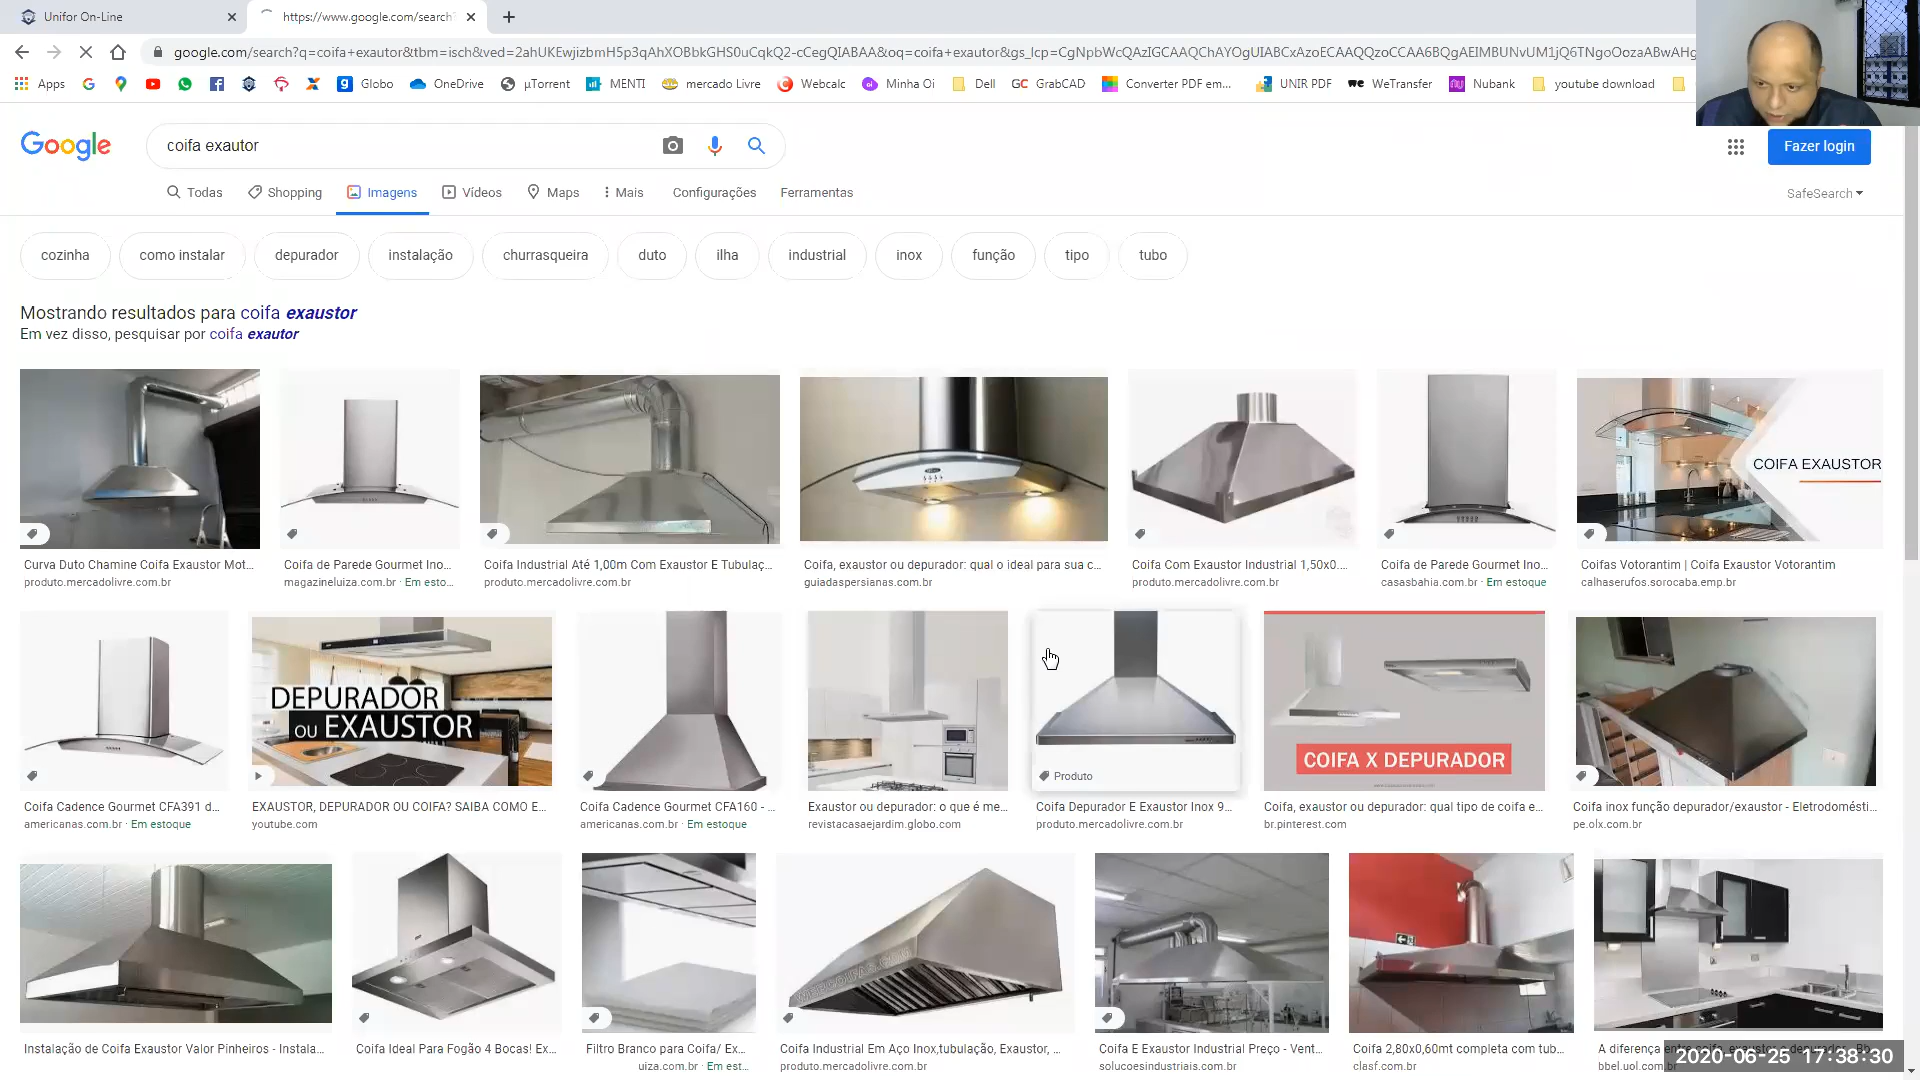 Unifor On-Line
https://www.google.com/search?
google.com/search?q=coifa+exautor&tbm=isch&ved=2ahUKEwjizbmH5p3qAhXOBbkGHS0uCqkQ2-cCegQIABAA&oq=coifa+exautor&gs_lcp=CgNpbWcQAzIGCAAQChAYOgUIABCxAzoECAAQQzoCCAA6BQgAEIMBUNvUM1jQ6TNgoOozaABwAHg
Apps
Globo
OneDrive
µTorrent
MENTI
mercado Livre
Webcalc
Minha Oi
Dell
GC GrabCAD
Converter PDF em...
UNIR PDF
we WeTransfer
Nubank
youtube download
Google
coifa exautor
Fazer login
Todas
Shopping
Imagens
Vídeos
Maps
Mais
Configurações
Ferramentas
SafeSearch
cozinha
como instalar
depurador
instalação
churrasqueira
duto
ilha
industrial
inox
função
tipo
tubo
Mostrando resultados para coifa exaustor
Em vez disso, pesquisar por coifa exautor
COIFA EXAUSTOR
Curva Duto Chamine Coifa Exaustor Mot...
produto.mercadolivre.com.br
Coifa de Parede Gourmet Ino...
magazineluiza.com.br · Em esto...
Coifa Industrial Até 1,00m Com Exaustor E Tubulaç...
produto.mercadolivre.com.br
Coifa, exaustor ou depurador: qual o ideal para sua c...
guiadaspersianas.com.br
Coifa Com Exaustor Industrial 1,50x0....
produto.mercadolivre.com.br
Coifa de Parede Gourmet Ino...
casasbahia.com.br · Em estoque
Coifas Votorantim | Coifa Exaustor Votorantim
calhaserufos.sorocaba.emp.br
DEPURADOR
OU EXAUSTOR
Produto
COIFA X DEPURADOR
Coifa Cadence Gourmet CFA391 d...
americanas.com.br · Em estoque
EXAUSTOR, DEPURADOR OU COIFA? SAIBA COMO E...
youtube.com
Coifa Cadence Gourmet CFA160 - ...
americanas.com.br · Em estoque
Exaustor ou depurador: o que é me...
revistacasaejardim.globo.com
Coifa Depurador E Exaustor Inox 9...
produto.mercadolivre.com.br
Coifa, exaustor ou depurador: qual tipo de coifa e...
br.pinterest.com
Coifa inox função depurador/exaustor - Eletrodomésti...
pe.olx.com.br
Instalação de Coifa Exaustor Valor Pinheiros - Instala...
Coifa Ideal Para Fogão 4 Bocas! Ex...
Filtro Branco para Coifa/ Ex...
uiza.com.br · Em est...
Coifa Industrial Em Aço Inox,tubulação, Exaustor, ...
produto.mercadolivre.com.br
Coifa E Exaustor Industrial Preço - Vent...
solucoesindustriais.com.br
Coifa 2,80x0,60mt completa com tub...
clasf.com.br
A diferença entre coifa, exaustor e depurador - Bb...
bbel.uol.com.br
2020-06-25 17:38:30